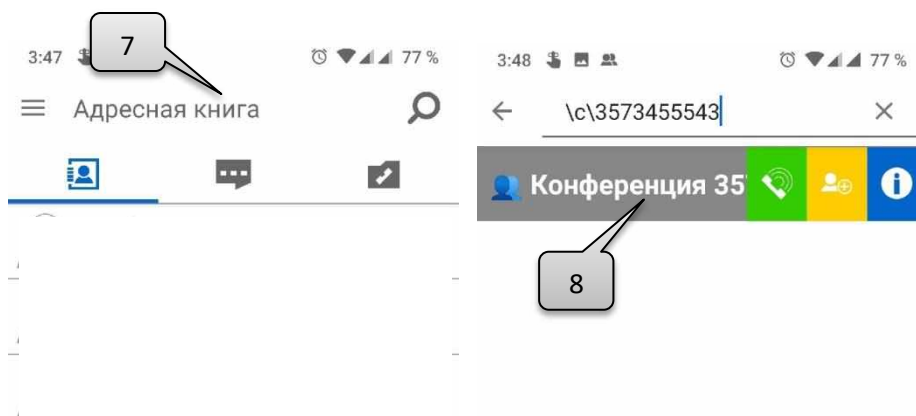 7
3:47
77 %
Адресная книга
3:48
77 %
\c\3573455543
Конференция 35
8